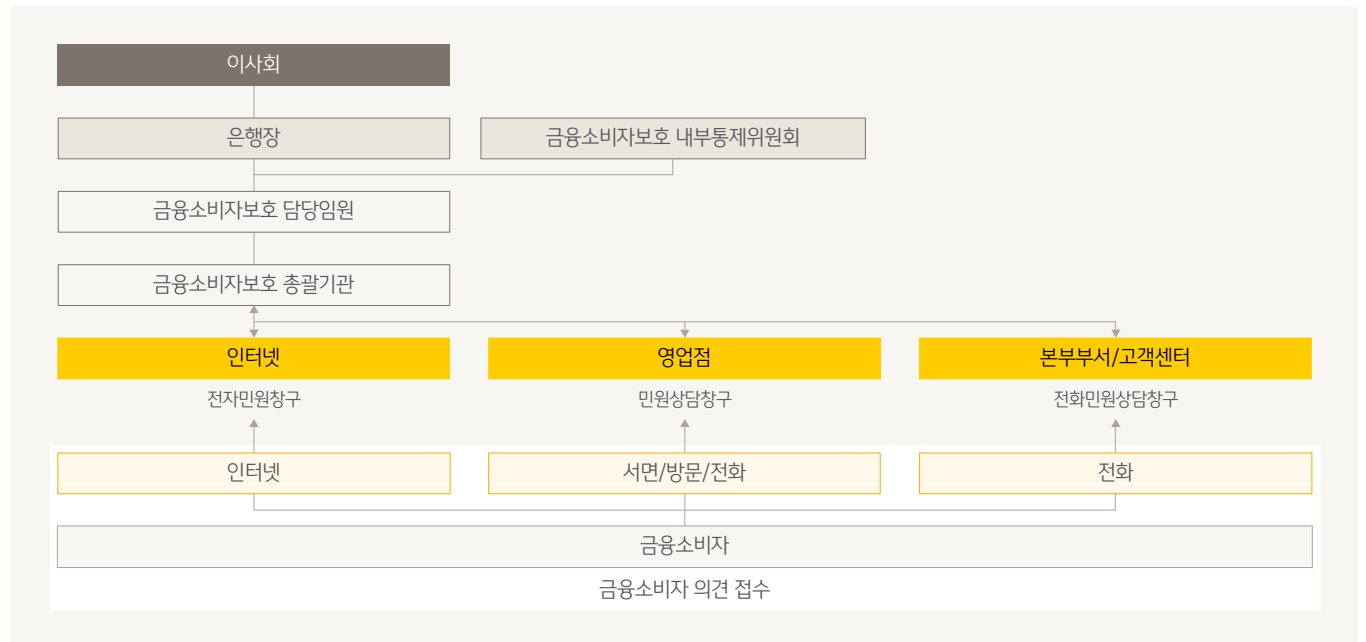 이사회
은행장
금융소비자보호 내부통제위원회
금융소비자보호 담당임원
금융소비자보호 총괄기관
인터넷
영업점
본부부서/고객센터
전자민원창구
민원상담창구
전화민원상담창구
인터넷
서면/방문/전화
전화
금융소비자
금융소비자 의견 접수